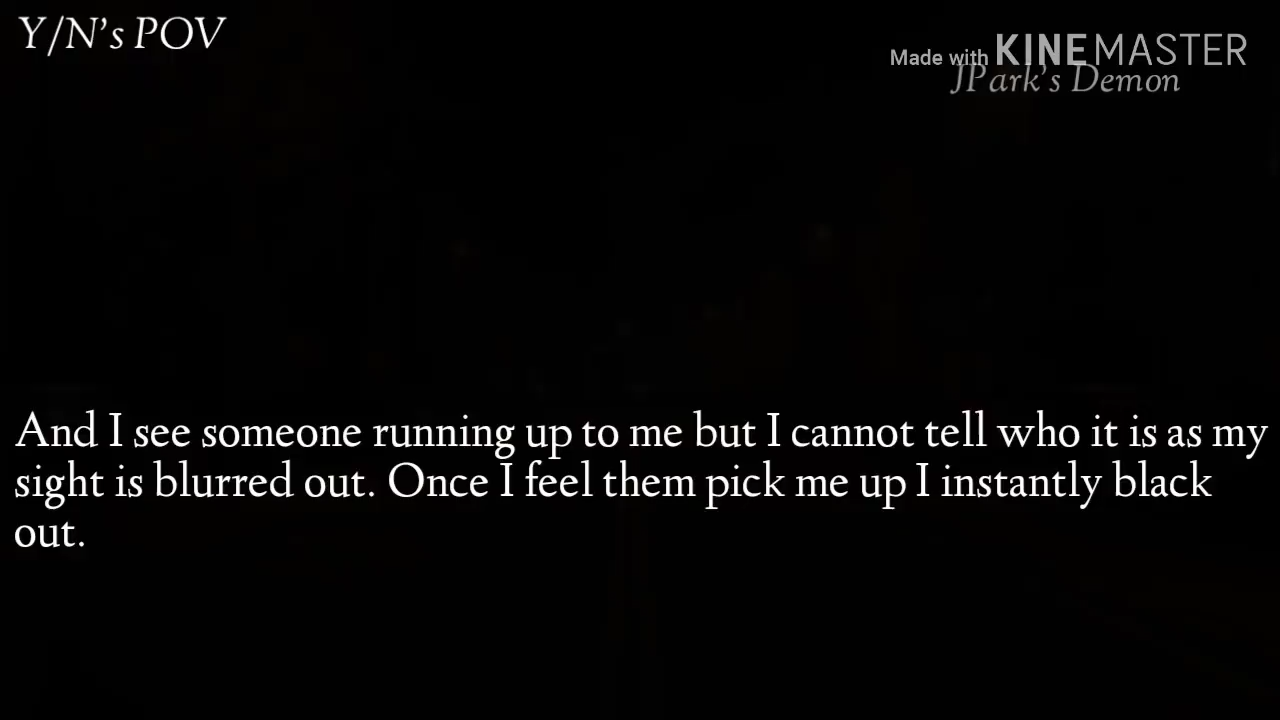 Y/N's POV
Made with KINEMASTER
JPark's Demon
And I see someone running up to me but I cannot tell who it is as my
sight is blurred out. Once I feel them pick me up I instantly black
out.